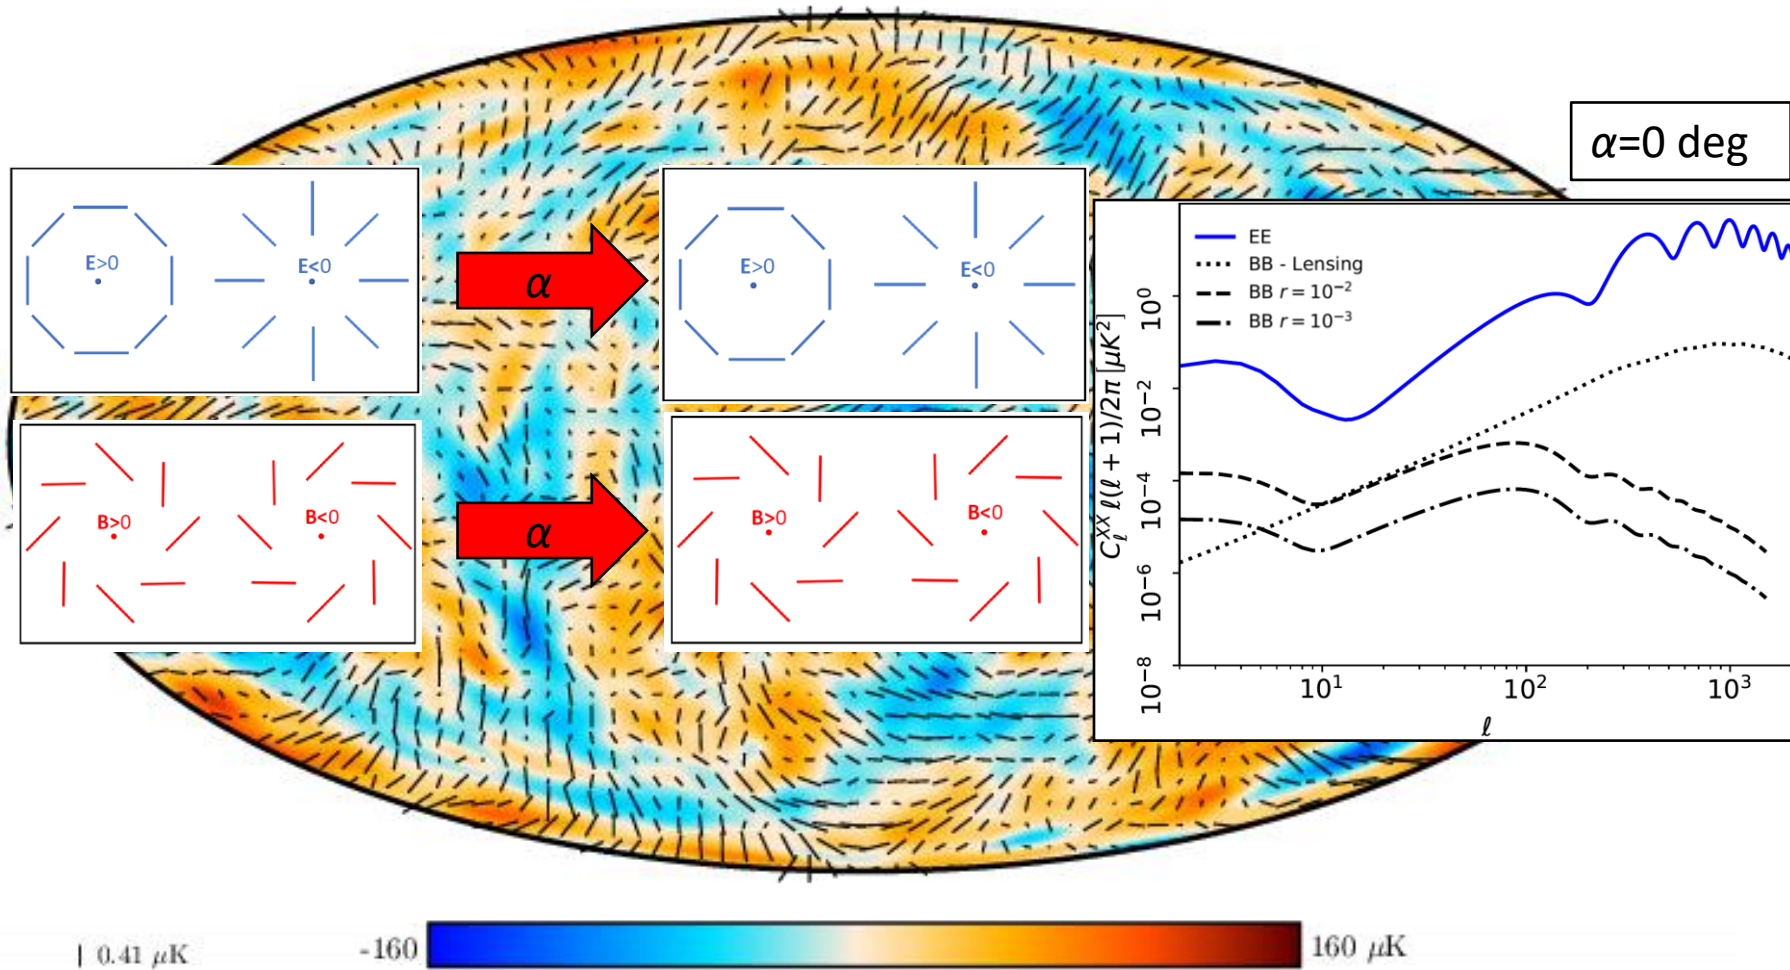 α=0 deg
E>0
E<0
α
E>0
E<0
B>0
B<0
α
B>0
B<0
EE
BB - Lensing
BB r = 10⁻²
BB r = 10⁻³
C_ℓ^XX ℓ(ℓ + 1)/2π [μK²]
10⁰
10⁻²
10⁻⁴
10⁻⁶
10⁻⁸
10¹
10²
10³
ℓ
0.41 μK
-160
160 μK